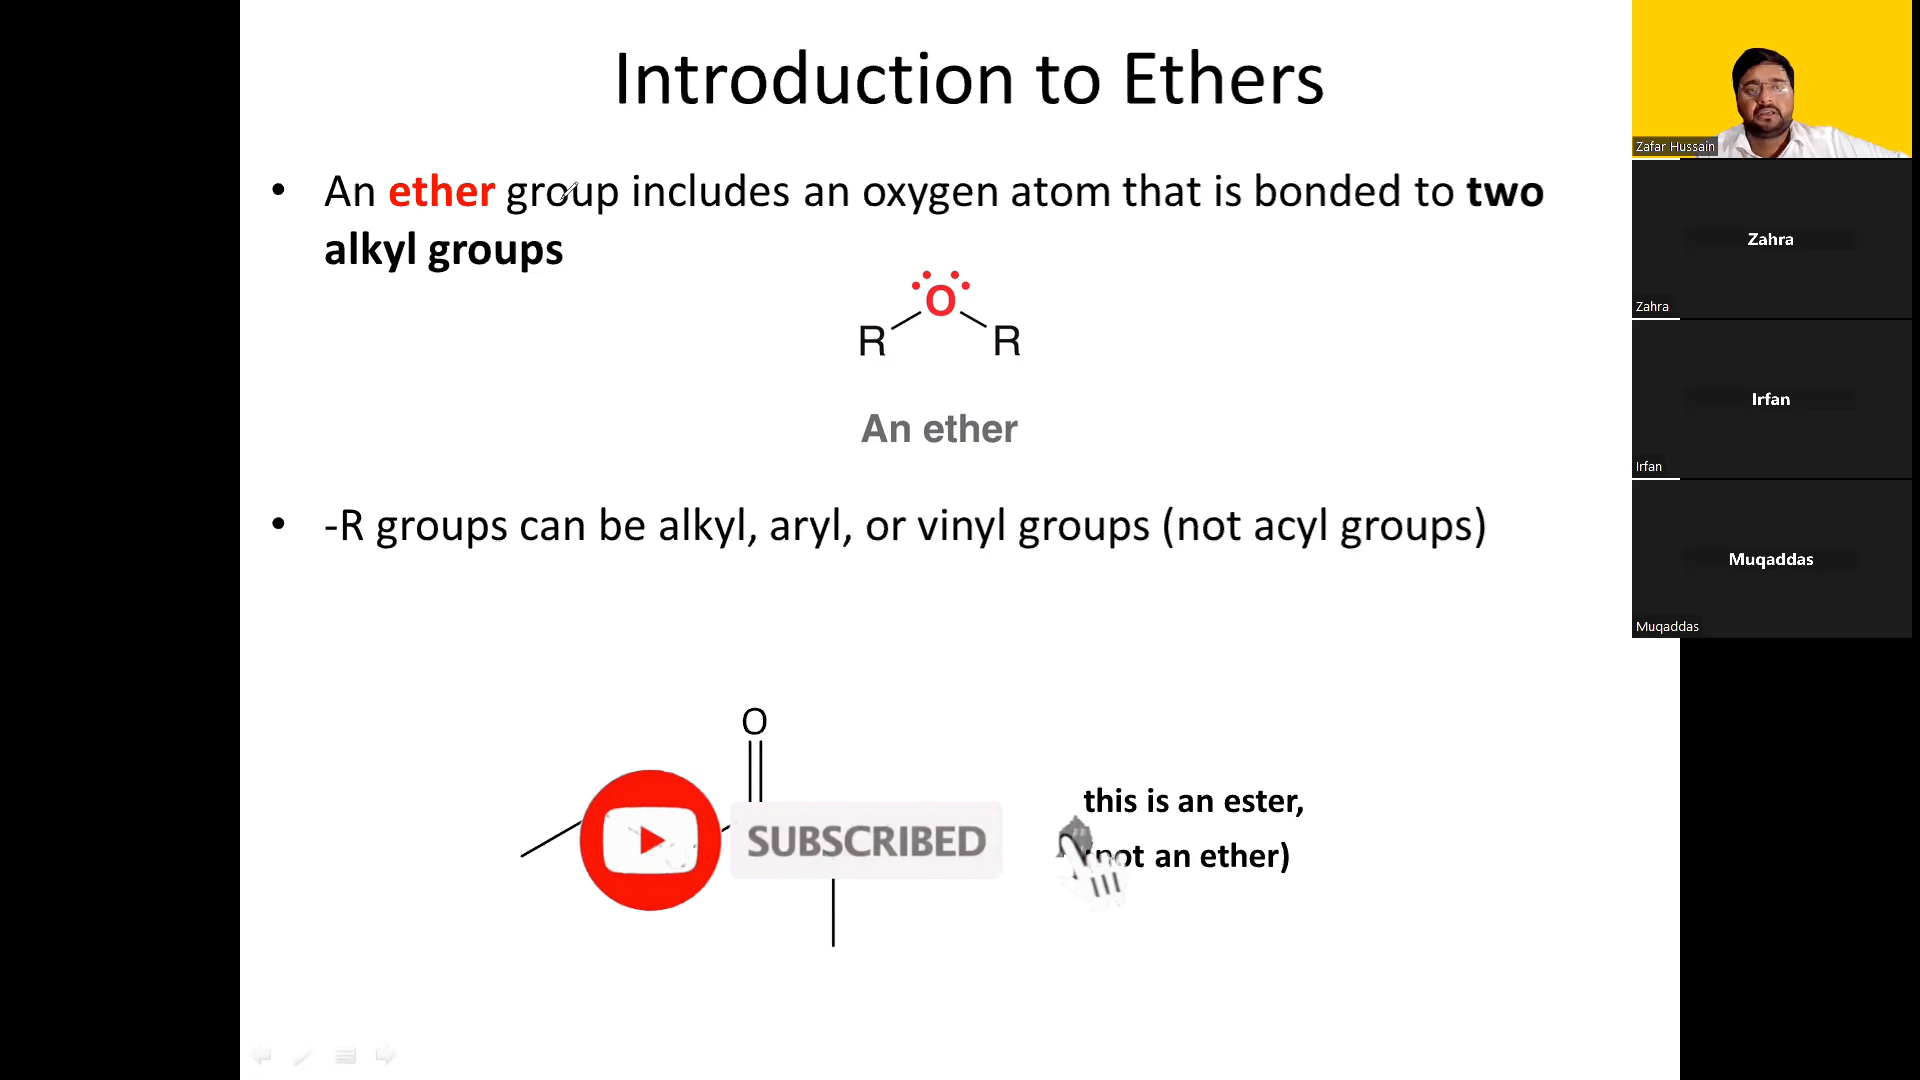 Introduction to Ethers
• An ether group includes an oxygen atom that is bonded to two
alkyl groups
O
R R
An ether
• -R groups can be alkyl, aryl, or vinyl groups (not acyl groups)
O
SUBSCRIBED
this is an ester,
(not an ether)
Zafar Hussain
Zahra
Zahra
Irfan
Irfan
Muqaddas
Muqaddas